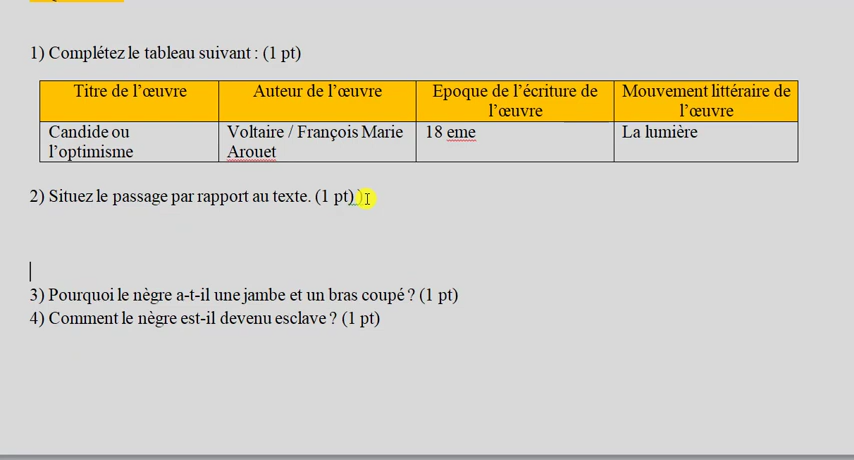 1) Complétez le tableau suivant : (1 pt)
Titre de l’œuvre
Auteur de l’œuvre
Epoque de l’écriture de
l’œuvre
Mouvement littéraire de
l’œuvre
Candide ou
l’optimisme
Voltaire / François Marie
Arouet
18 eme
La lumière
2) Situez le passage par rapport au texte. (1 pt)
3) Pourquoi le nègre a-t-il une jambe et un bras coupé ? (1 pt)
4) Comment le nègre est-il devenu esclave ? (1 pt)